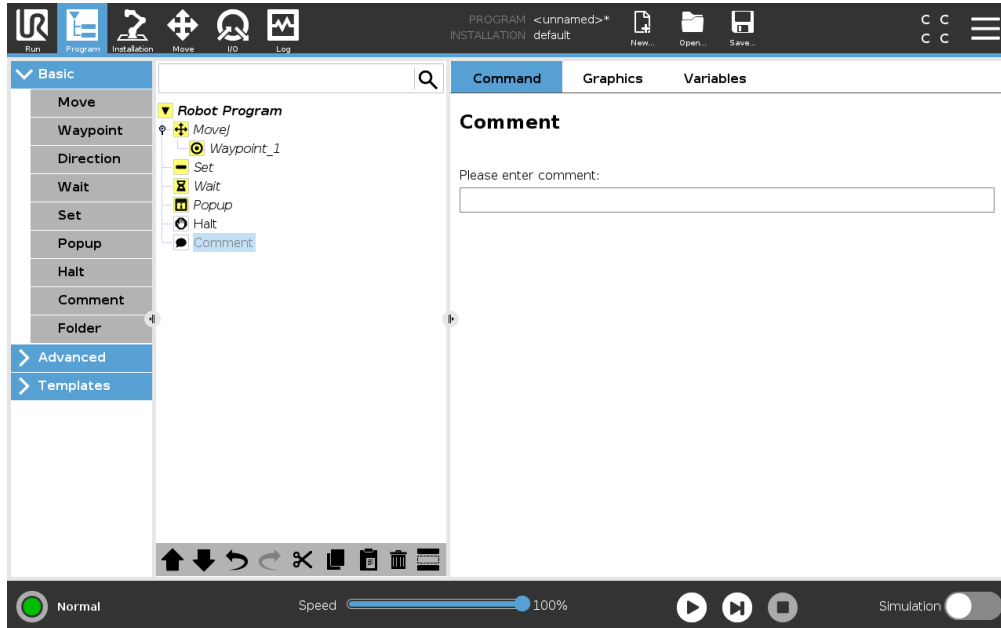 Run
Program
Installation
Move
I/O
Log
PROGRAM <unnamed>*
INSTALLATION default
New...
Open...
Save...
C C
C C
Basic
Move
Waypoint
Direction
Wait
Set
Popup
Halt
Comment
Folder
Advanced
Templates
Robot Program
MoveJ
Waypoint_1
Set
Wait
Popup
Halt
Comment
Command Graphics Variables
Comment
Please enter comment:
Normal
Speed
100%
Simulation